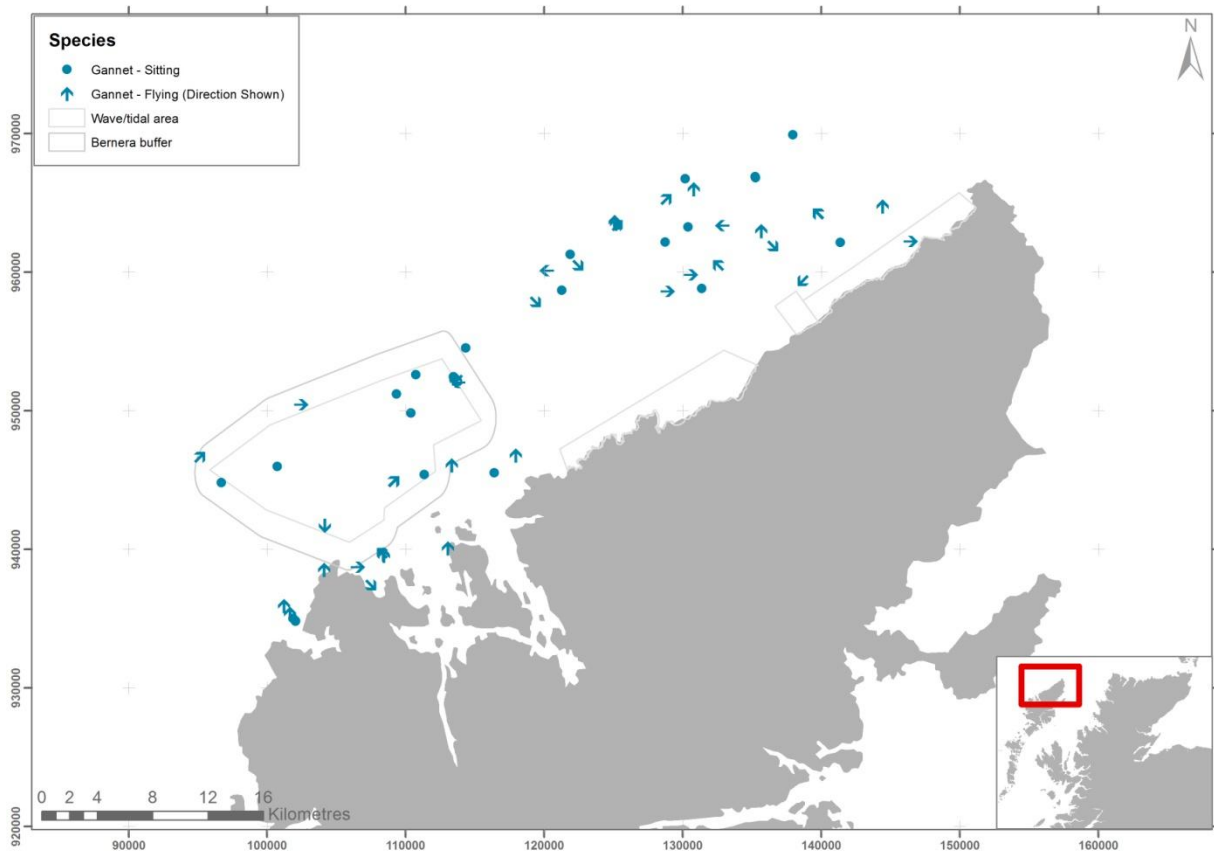 Species
Gannet - Sitting
Gannet - Flying (Direction Shown)
Wave/tidal area
Bernera buffer
N
970000
960000
950000
940000
930000
920000
0 2 4 8 12 16
Kilometres
90000 100000 110000 120000 130000 140000 150000 160000